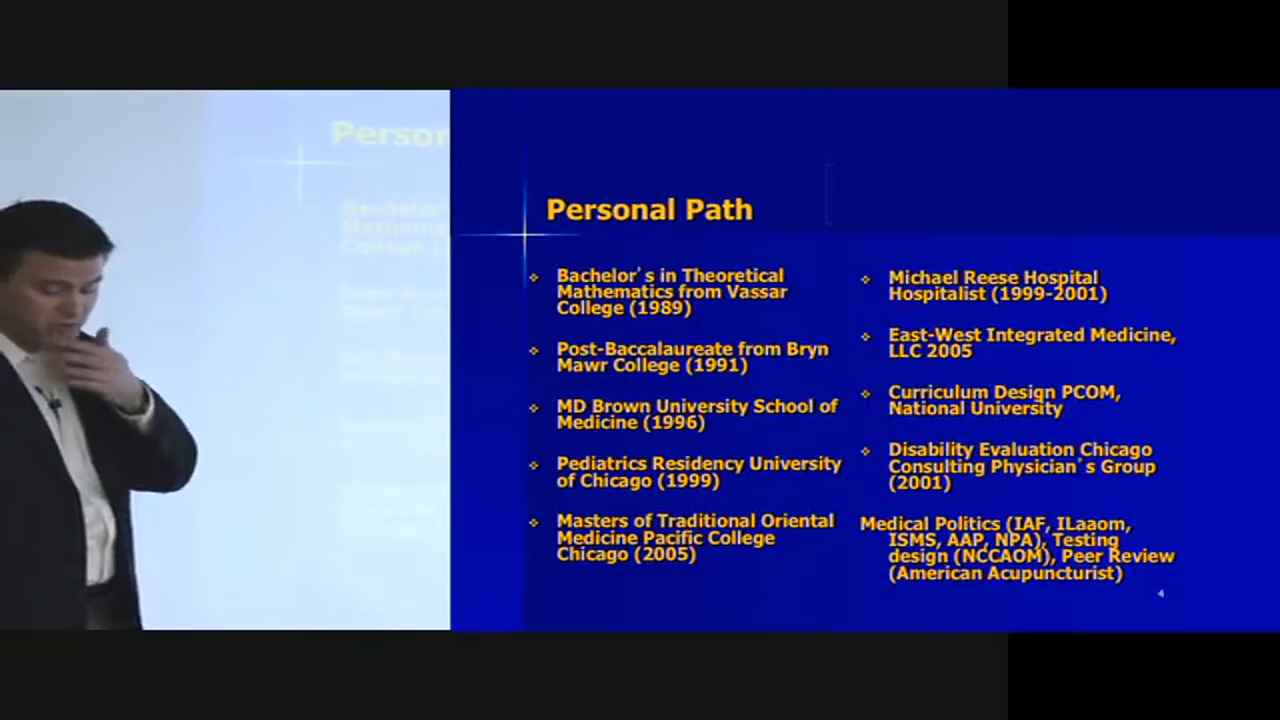 Person
Personal Path
Bachelor's in Theoretical
Mathematics from Vassar
College (1989)
Post-Baccalaureate from Bryn
Mawr College (1991)
MD Brown University School of
Medicine (1996)
Pediatrics Residency University
of Chicago (1999)
Masters of Traditional Oriental
Medicine Pacific College
Chicago (2005)
Michael Reese Hospital
Hospitalist (1999-2001)
East-West Integrated Medicine,
LLC 2005
Curriculum Design PCOM,
National University
Disability Evaluation Chicago
Consulting Physician's Group
(2001)
Medical Politics (IAF, ILaaom,
ISMS, AAP, NPA), Testing
design (NCCAOM), Peer Review
(American Acupuncturist)
4